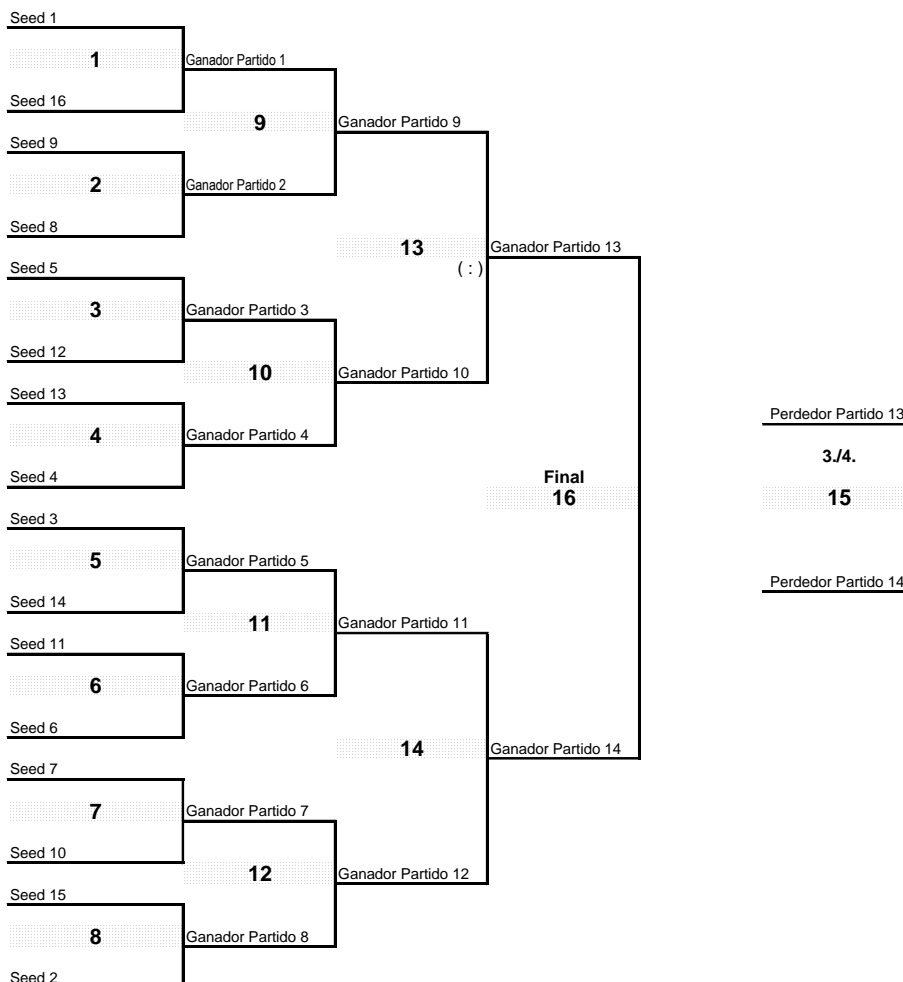 Seed 1
1
Ganador Partido 1
Seed 16
9
Ganador Partido 9
Seed 9
2
Ganador Partido 2
Seed 8
13
Ganador Partido 13
( : )
Seed 5
3
Ganador Partido 3
Seed 12
10
Ganador Partido 10
Seed 13
4
Ganador Partido 4
Seed 4
Final
16
Seed 3
5
Ganador Partido 5
Seed 14
11
Ganador Partido 11
Seed 11
6
Ganador Partido 6
Seed 6
14
Ganador Partido 14
Seed 7
7
Ganador Partido 7
Seed 10
12
Ganador Partido 12
Seed 15
8
Ganador Partido 8
Seed 2
Perdedor Partido 13
3./4.
15
Perdedor Partido 14